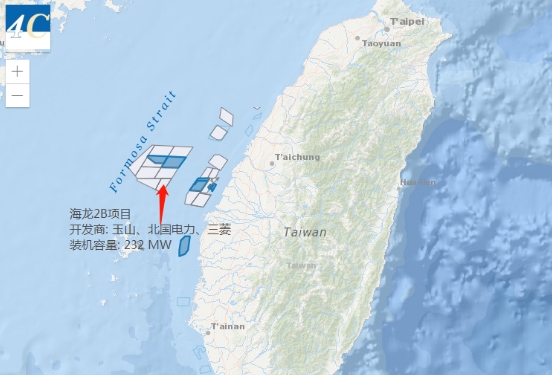 4C
T'aipei
Taoyuan
+
−
Formosa Strait
T'aichung
海龙2B项目
开发商: 玉山、北国电力、三菱
装机容量: 232 MW
Taiwan
Taiwan
T'ainan